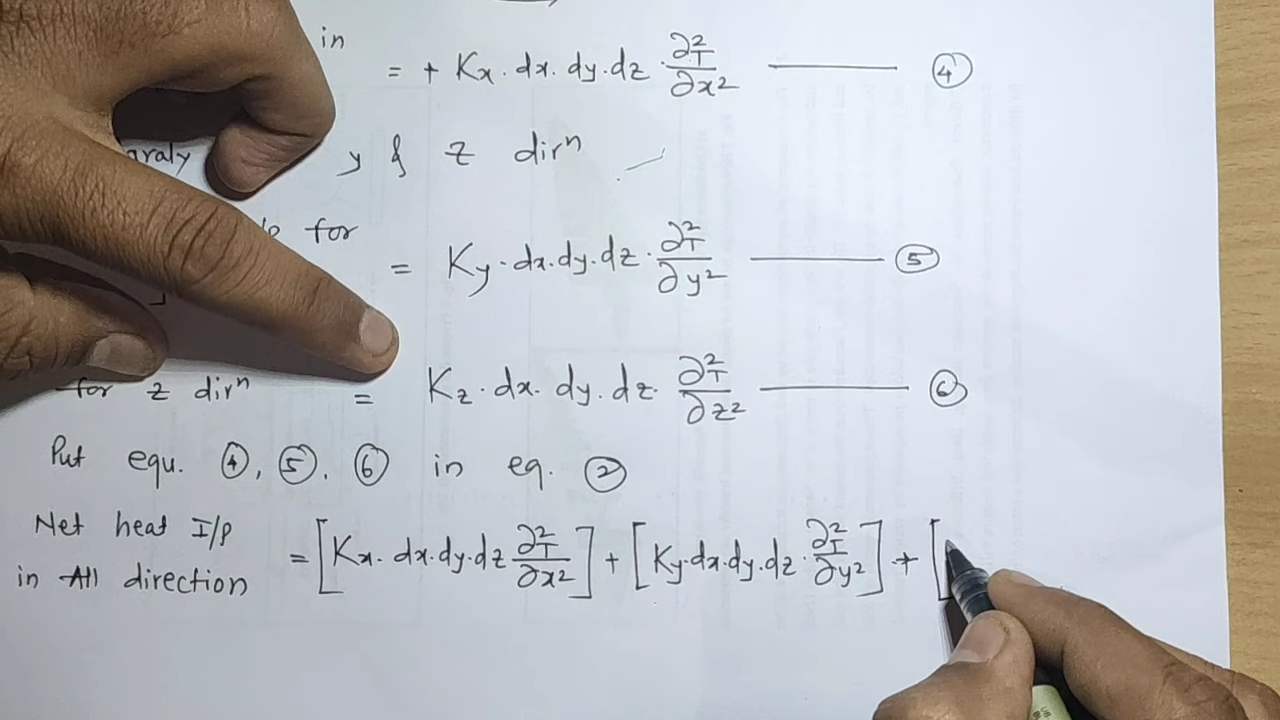 in
= + Kx . dx. dy. dz . ∂²T/∂x² ——— ④
y & z dirⁿ
for
= Ky . dx. dy. dz . ∂²T/∂y² ——— ⑤
for z dirⁿ = Kz . dx. dy. dz. ∂²T/∂z² ——— ⑥
Put equ. ④, ⑤, ⑥ in eq. ②
Net heat I/p
in All direction = [Kx. dx. dy. dz ∂²T/∂x²] + [Ky. dx. dy. dz . ∂²T/∂y²] + [